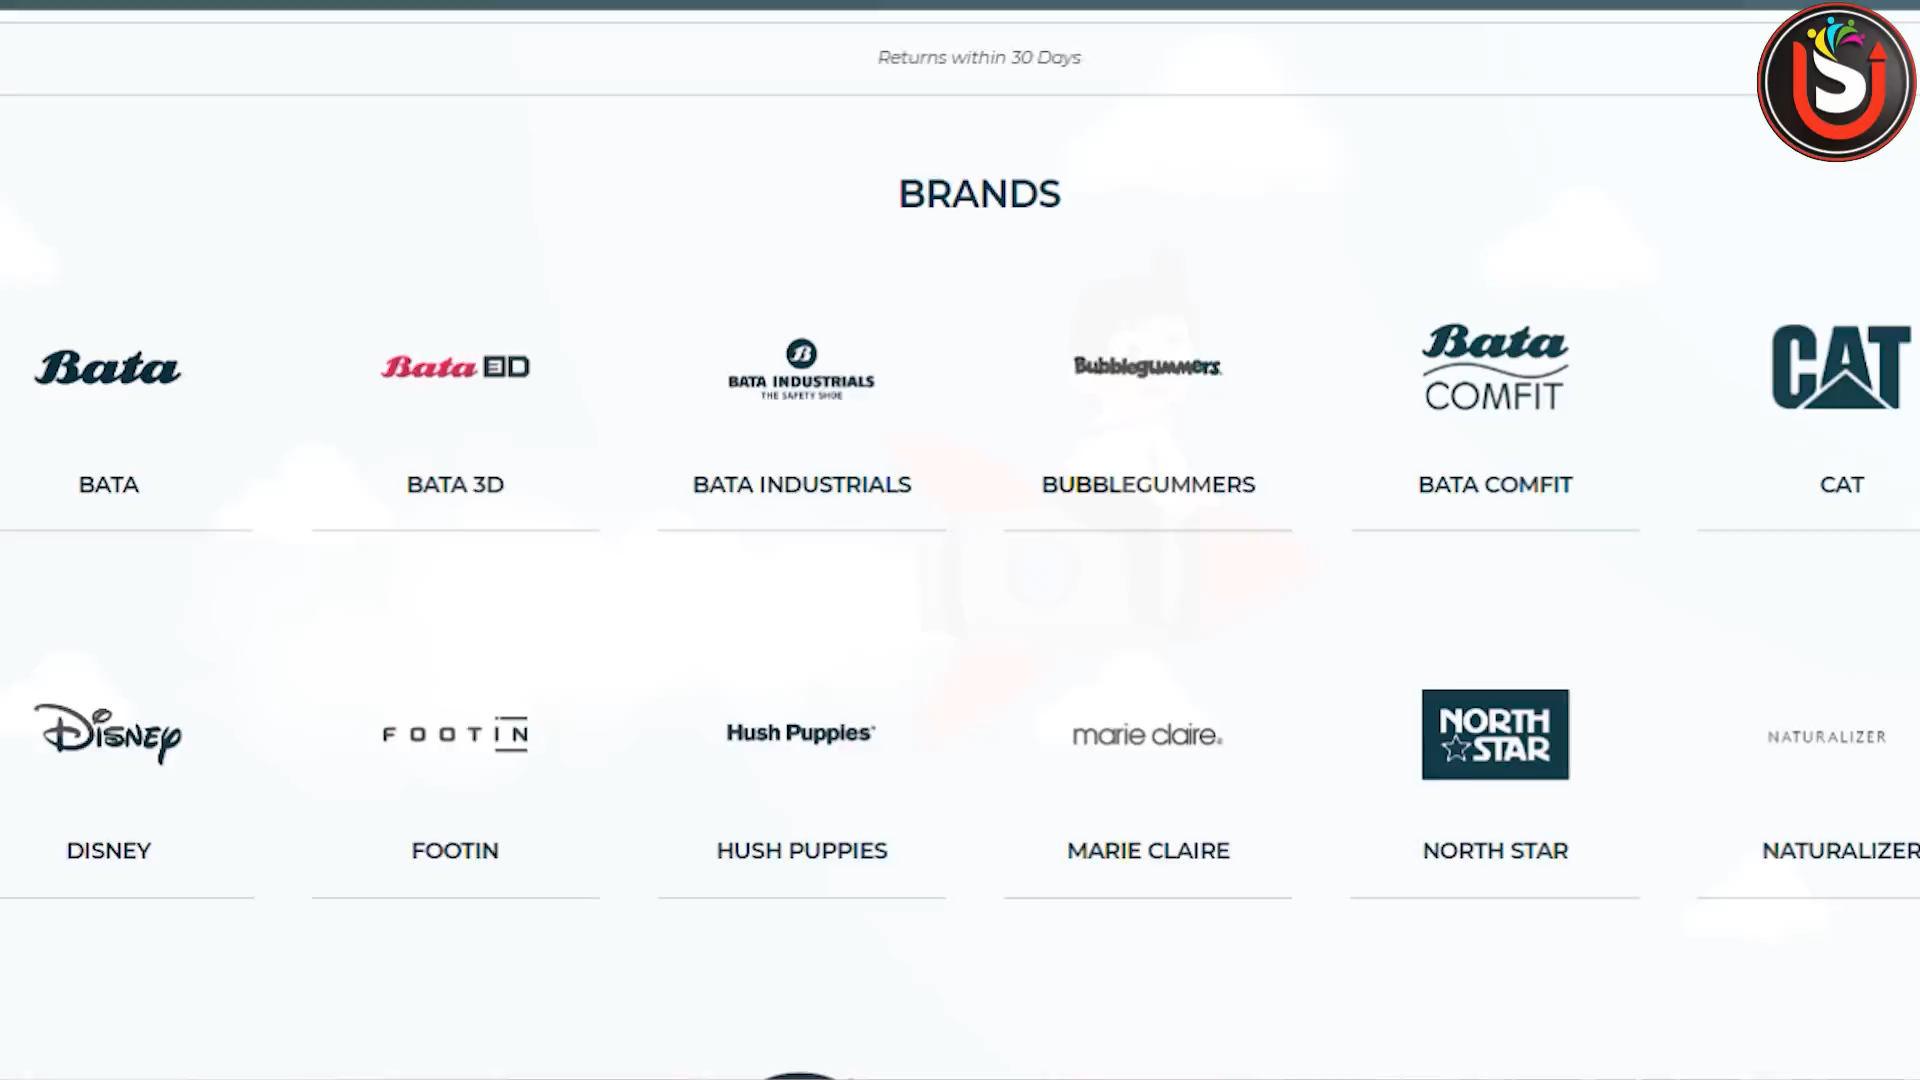 Returns within 30 Days
BRANDS
Bata
Bata 3D
B
BATA INDUSTRIALS
THE SAFETY SHOE
Bubblegummers
Bata
COMFIT
CAT
BATA
BATA 3D
BATA INDUSTRIALS
BUBBLEGUMMERS
BATA COMFIT
CAT
Disney
FOOTIN
Hush Puppies
marie claire®
NORTH
STAR
NATURALIZER
DISNEY
FOOTIN
HUSH PUPPIES
MARIE CLAIRE
NORTH STAR
NATURALIZER
US